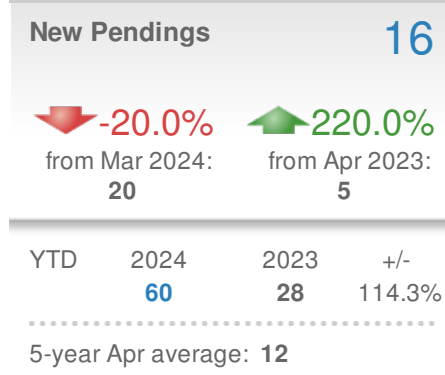 New Pendings 16
-20.0% 220.0%
from Mar 2024: from Apr 2023:
20 5
YTD 2024 2023 +/-
60 28 114.3%
5-year Apr average: 12